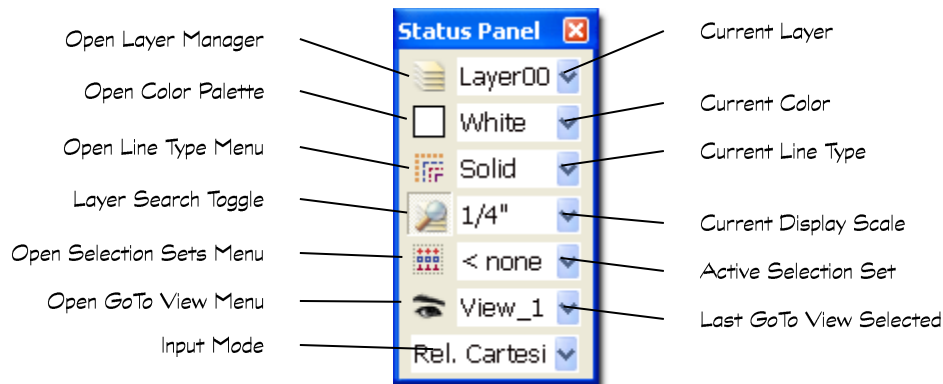 Status Panel
Open Layer Manager
Layer00
Current Layer
Open Color Palette
White
Current Color
Open Line Type Menu
Solid
Current Line Type
Layer Search Toggle
1/4"
Current Display Scale
Open Selection Sets Menu
< none
Active Selection Set
Open GoTo View Menu
View_1
Last GoTo View Selected
Input Mode
Rel. Cartesi